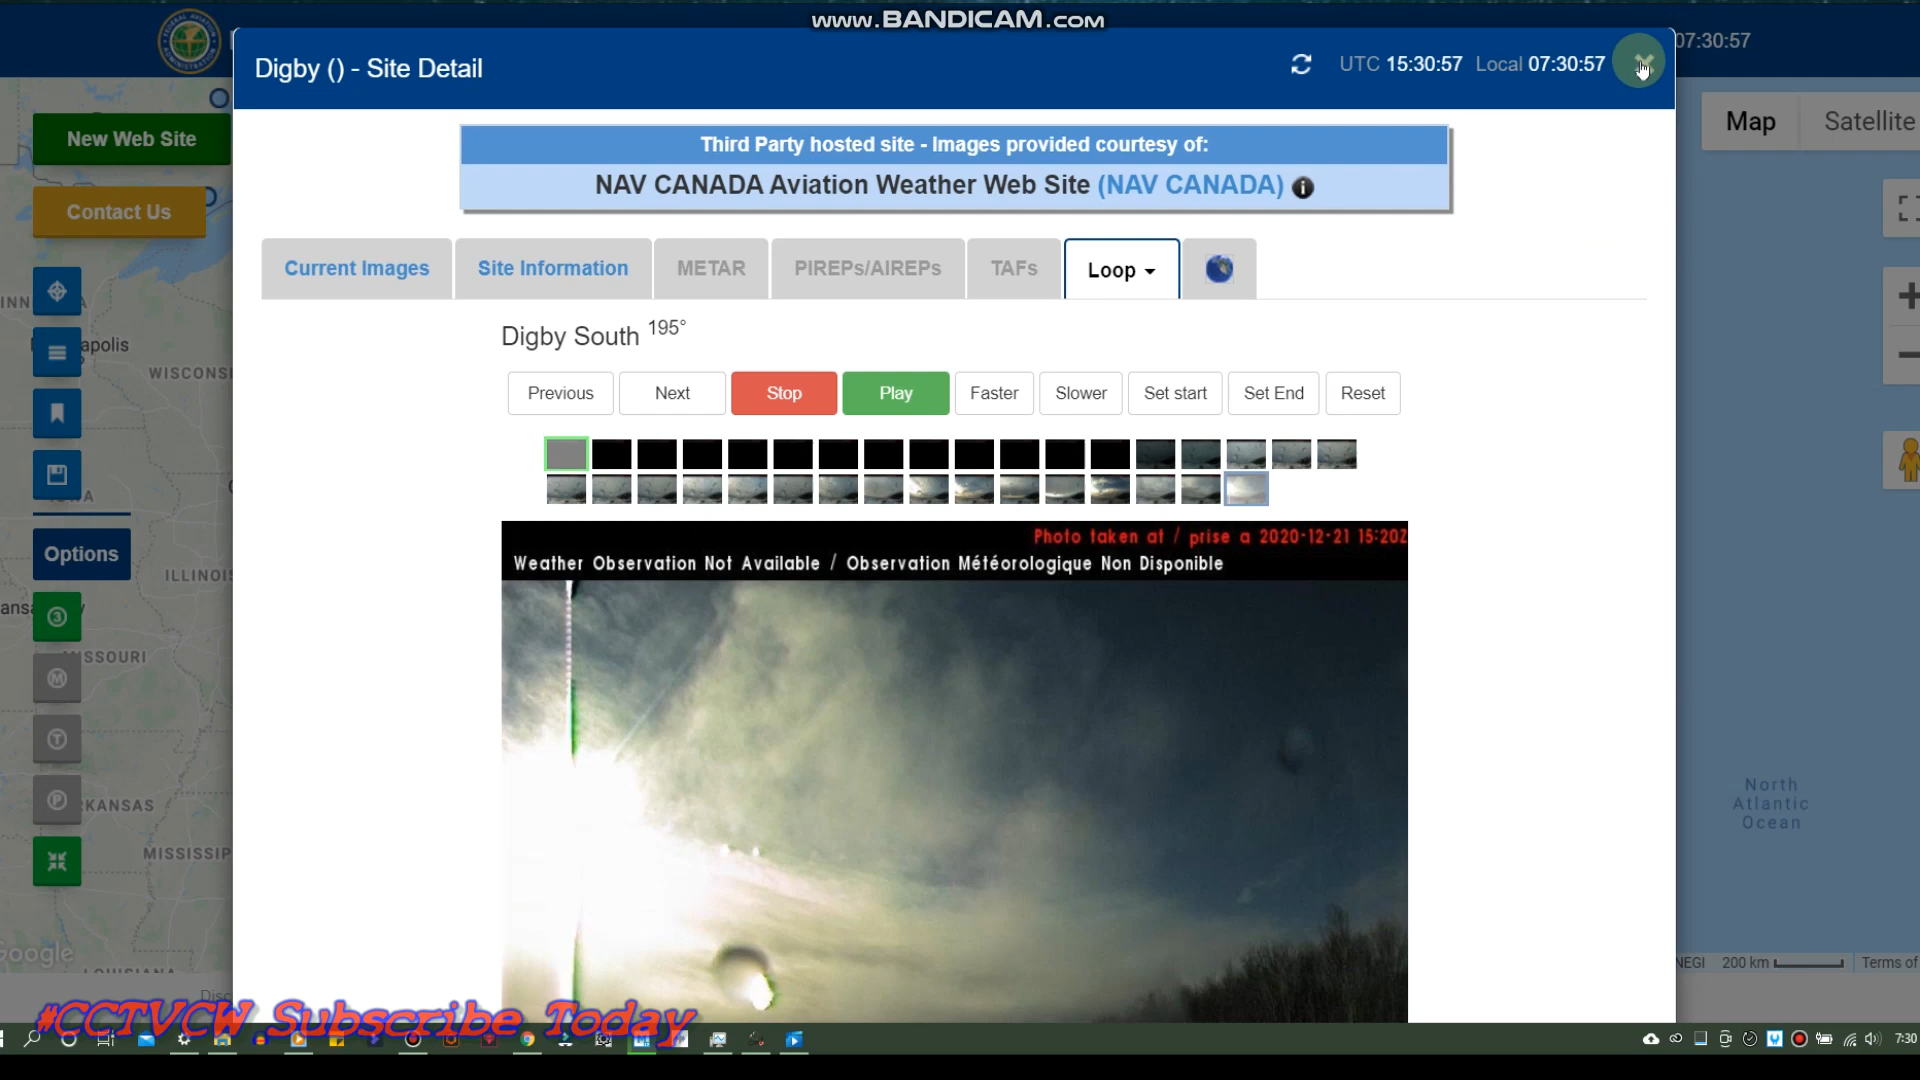 www.BANDICAM.com
07:30:57
Digby () - Site Detail
UTC 15:30:57 Local 07:30:57
New Web Site
Contact Us
Third Party hosted site - Images provided courtesy of:
NAV CANADA Aviation Weather Web Site (NAV CANADA)
Map
Satellite
Current Images
Site Information
METAR
PIREPs/AIREPs
TAFs
Loop
Digby South 195°
Previous
Next
Stop
Play
Faster
Slower
Set start
Set End
Reset
apolis
WISCONS
Options
ILLINOIS
SSOURI
KANSAS
MISSISSIP
Photo taken at / prise a 2020-12-21 15:20Z
Weather Observation Not Available / Observation Météorologique Non Disponible
North
Atlantic
Ocean
NEGI
200 km
Terms of
Google
#CCTVCW Subscribe Today
7:30